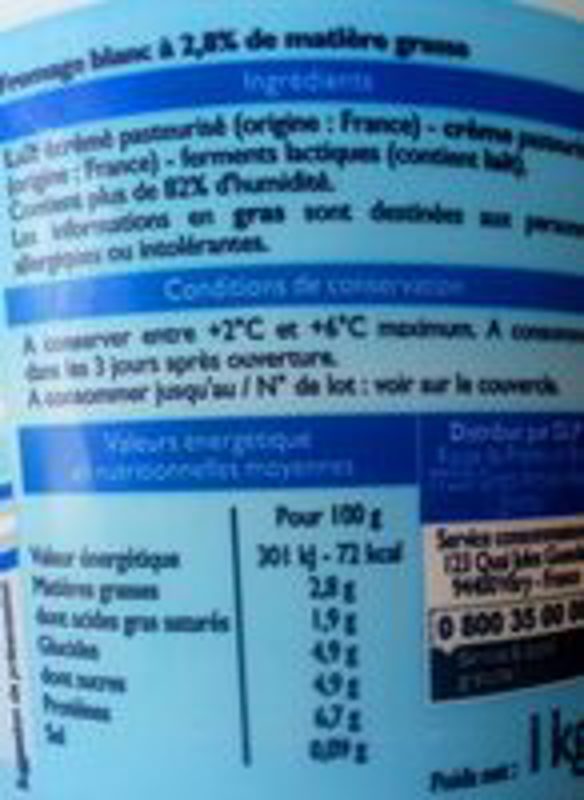 Fromage blanc à 2,8% de matière grasse
Ingrédients
Lait écrémé pasteurisé (origine : France) - crème
(origine : France) - ferments lactiques (contient lait).
Contient plus de 82% d'humidité.
Les informations en gras sont destinées aux
allergiques ou intolérantes.
Conditions de conservation
A conserver entre +2°C et +6°C maximum. A
dans les 3 jours après ouverture.
A consommer jusqu'au / N° de lot : voir sur le couvercle.
Valeurs énergétique
et nutritionnelles moyennes
Pour 100 g
Valeur énergétique 301 kJ - 72 kcal
Matières grasses 2,8 g
dont acides gras saturés 1,9 g
Glucides 4,9 g
dont sucres 4,9 g
Protéines 6,7 g
Sel 0,09 g
Distribué par
Service
123 Quai Jules
France
0 800 35 00
Poids net : 1 kg